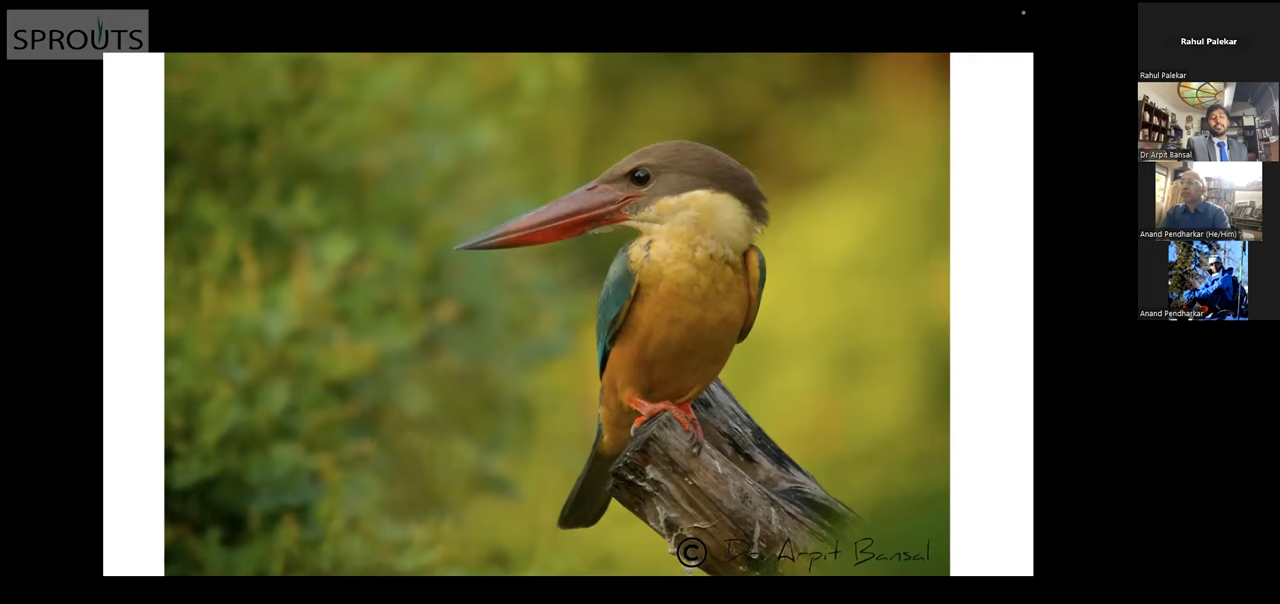 SPROUTS
Rahul Palekar
Rahul Palekar
Dr Arpit Bansal
Anand Pendharkar (He/Him)
Anand Pendharkar
© Dr Arpit Bansal